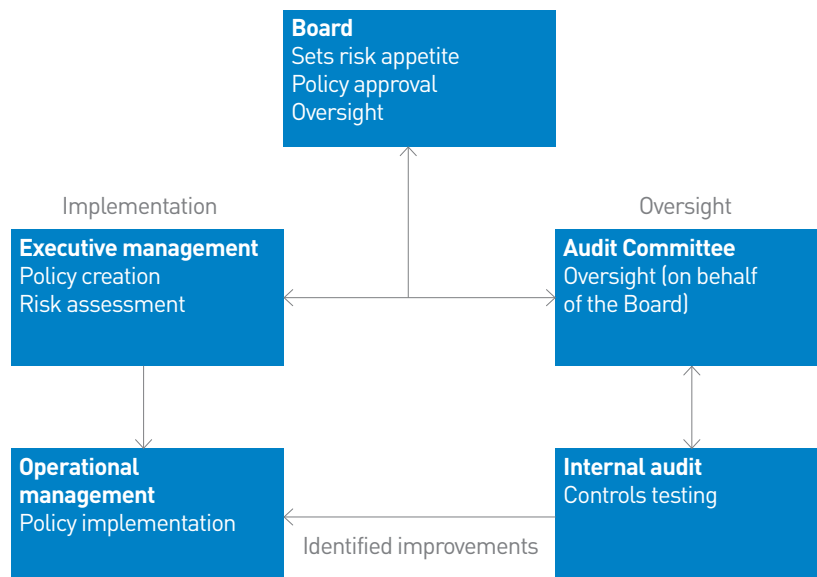 Board
Sets risk appetite
Policy approval
Oversight
Implementation
Oversight
Executive management
Policy creation
Risk assessment
Audit Committee
Oversight (on behalf
of the Board)
Operational
management
Policy implementation
Internal audit
Controls testing
Identified improvements